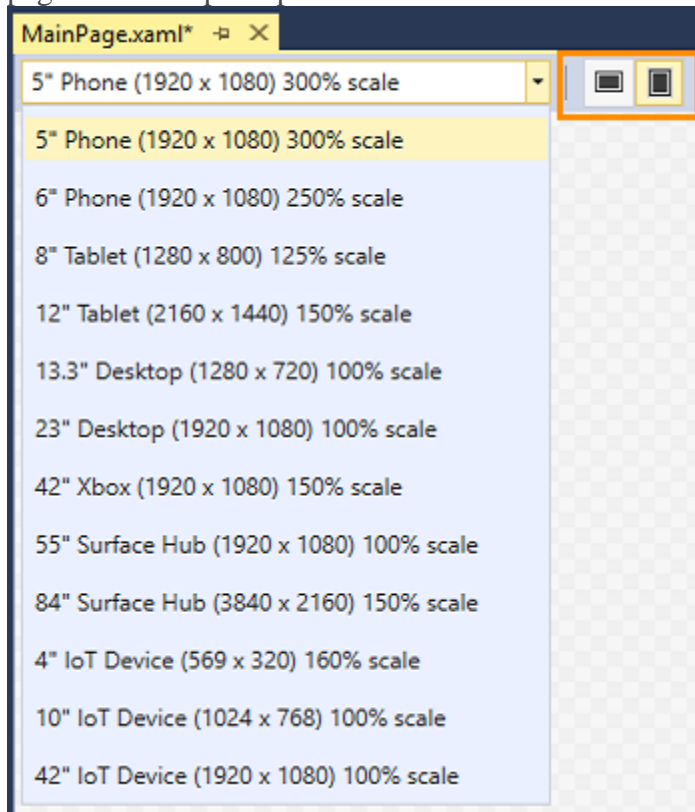 MainPage.xaml*
5" Phone (1920 x 1080) 300% scale
5" Phone (1920 x 1080) 300% scale
6" Phone (1920 x 1080) 250% scale
8" Tablet (1280 x 800) 125% scale
12" Tablet (2160 x 1440) 150% scale
13.3" Desktop (1280 x 720) 100% scale
23" Desktop (1920 x 1080) 100% scale
42" Xbox (1920 x 1080) 150% scale
55" Surface Hub (1920 x 1080) 100% scale
84" Surface Hub (3840 x 2160) 150% scale
4" IoT Device (569 x 320) 160% scale
10" IoT Device (1024 x 768) 100% scale
42" IoT Device (1920 x 1080) 100% scale